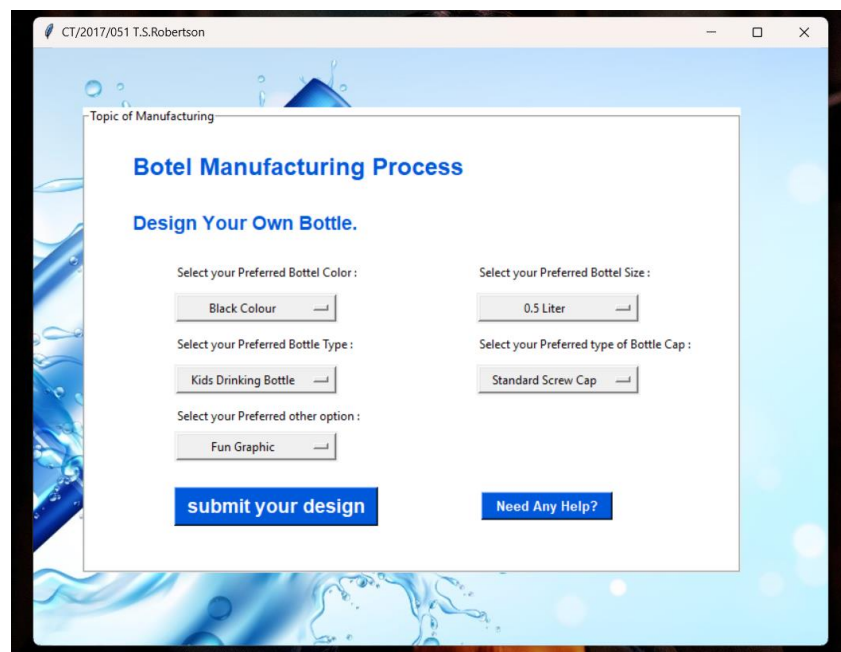 CT/2017/051 T.S.Robertson
Topic of Manufacturing
Botel Manufacturing Process
Design Your Own Bottle.
Select your Preferred Bottel Color :
Select your Preferred Bottel Size :
Black Colour
0.5 Liter
Select your Preferred Bottle Type :
Select your Preferred type of Bottle Cap :
Kids Drinking Bottle
Standard Screw Cap
Select your Preferred other option :
Fun Graphic
submit your design
Need Any Help?